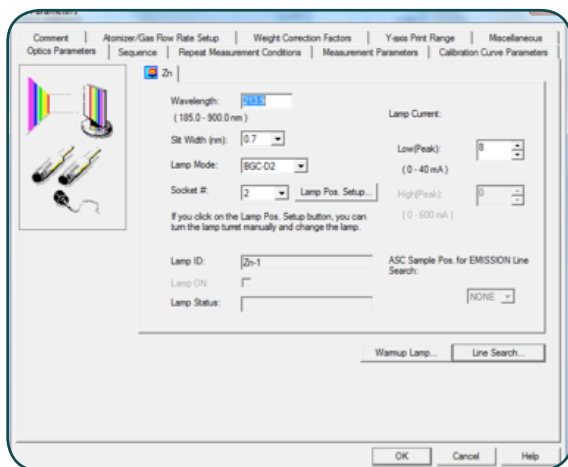 Parameters
Comment
Atomizer/Gas Flow Rate Setup
Weight Correction Factors
Y-axis Print Range
Miscellaneous
Optics Parameters
Sequence
Repeat Measurement Conditions
Measurement Parameters
Calibration Curve Parameters
Zn
Wavelength: 213.9
( 185.0 - 900.0 nm )
Slit Width (nm): 0.7
Lamp Mode: BGC-D2
Socket #: 2 Lamp Pos. Setup...
If you click on the Lamp Pos. Setup button, you can
turn the lamp turret manually and change the lamp.
Lamp ID: Zn-1
Lamp ON:
Lamp Status:
Lamp Current:
Low(Peak): 8
( 0 - 40 mA )
High(Peak): 0
( 0 - 600 mA )
ASC Sample Pos. for EMISSION Line
Search:
NONE
Warmup Lamp... Line Search...
OK Cancel Help